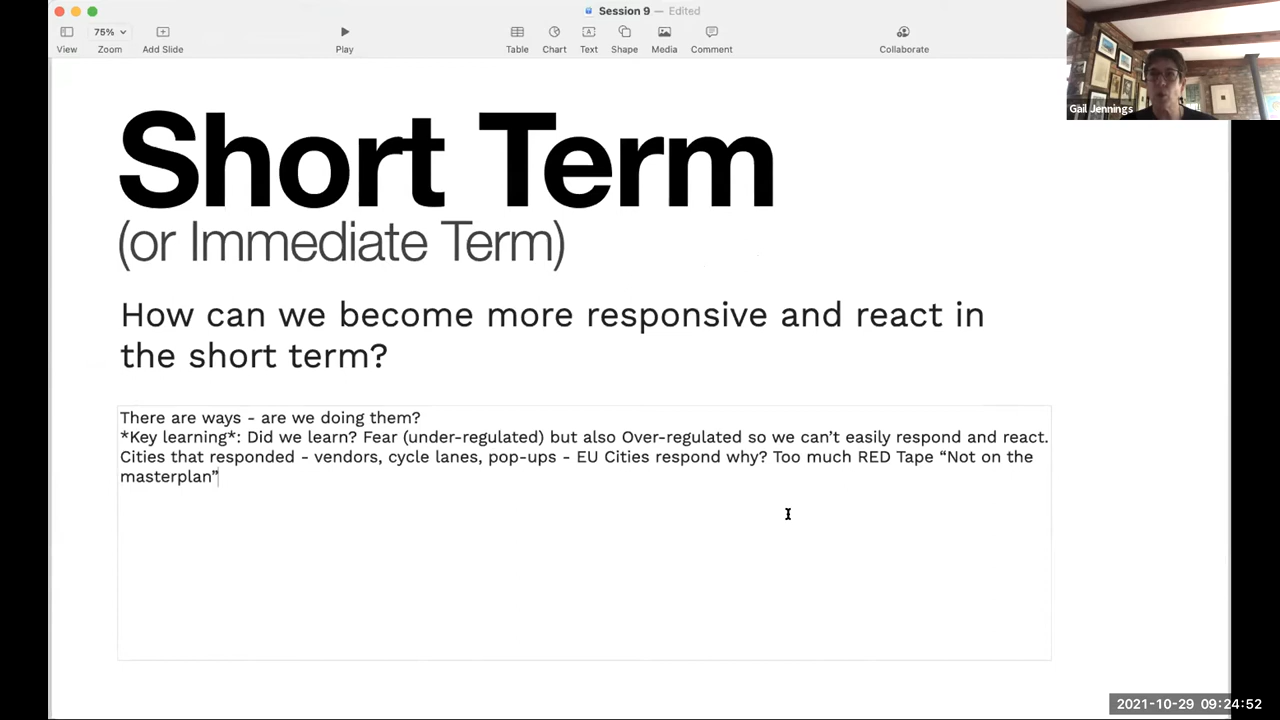 Session 9 — Edited
75%
View
Zoom
Add Slide
Play
Table
Chart
Text
Shape
Media
Comment
Collaborate
Gail Jennings
Short Term
(or Immediate Term)
How can we become more responsive and react in
the short term?
There are ways - are we doing them?
*Key learning*: Did we learn? Fear (under-regulated) but also Over-regulated so we can’t easily respond and react.
Cities that responded - vendors, cycle lanes, pop-ups - EU Cities respond why? Too much RED Tape “Not on the
masterplan”
2021-10-29 09:24:52